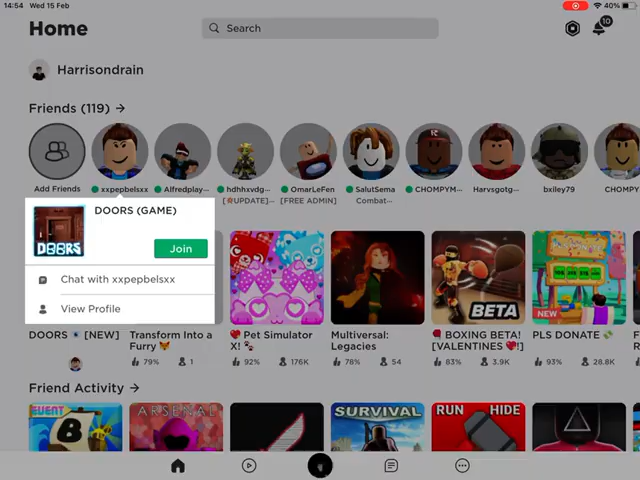 14:54 Wed 15 Feb 40%
Home
Search
10
Harrisondrain
Friends (119) →
Add Friends xxpepbelsxx Alfredplay... hdhhxvdg... OmarLeFen SalutSema CHOMPYM... Harvsgotg... bxiley79 CHOMP
[🎯UPDATE]... [FREE ADMIN] Combat...
DOORS (GAME)
DOORS
Join
Chat with xxpepbelsxx
View Profile
BETA
NEW
DOORS 👁️ [NEW] Transform Into a Furry 🦊 ❤️ Pet Simulator X! 🐾 Multiversal: Legacies 🥊 BOXING BETA! [VALENTINES 💘!] PLS DONATE 💸
79% 1 92% 176K 78% 54 83% 3.9K 93% 28.8K
Friend Activity →
EVENT
8
ARSENAL
SURVIVAL
RUN HIDE